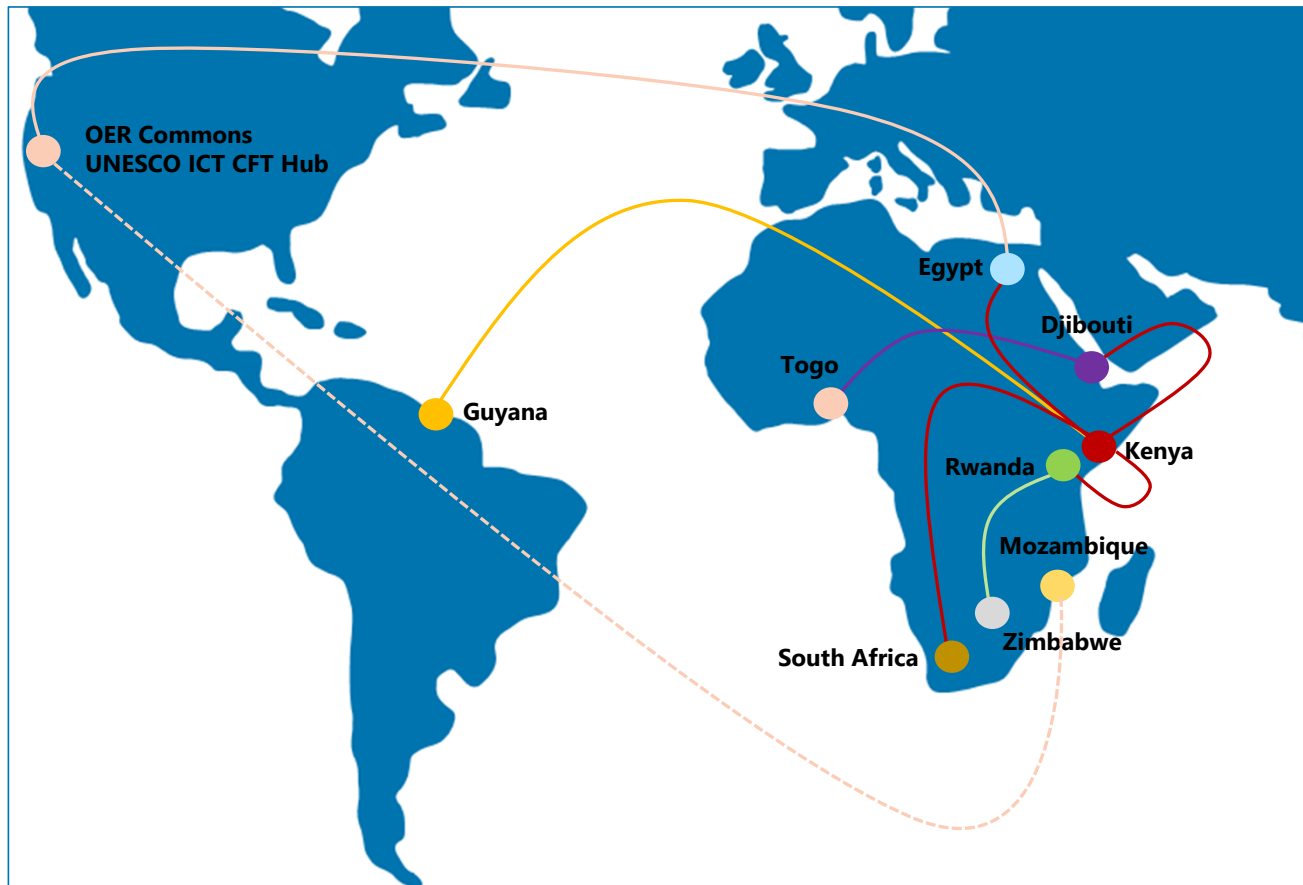 OER Commons
UNESCO ICT CFT Hub
Egypt
Djibouti
Togo
Guyana
Kenya
Rwanda
Mozambique
Zimbabwe
South Africa